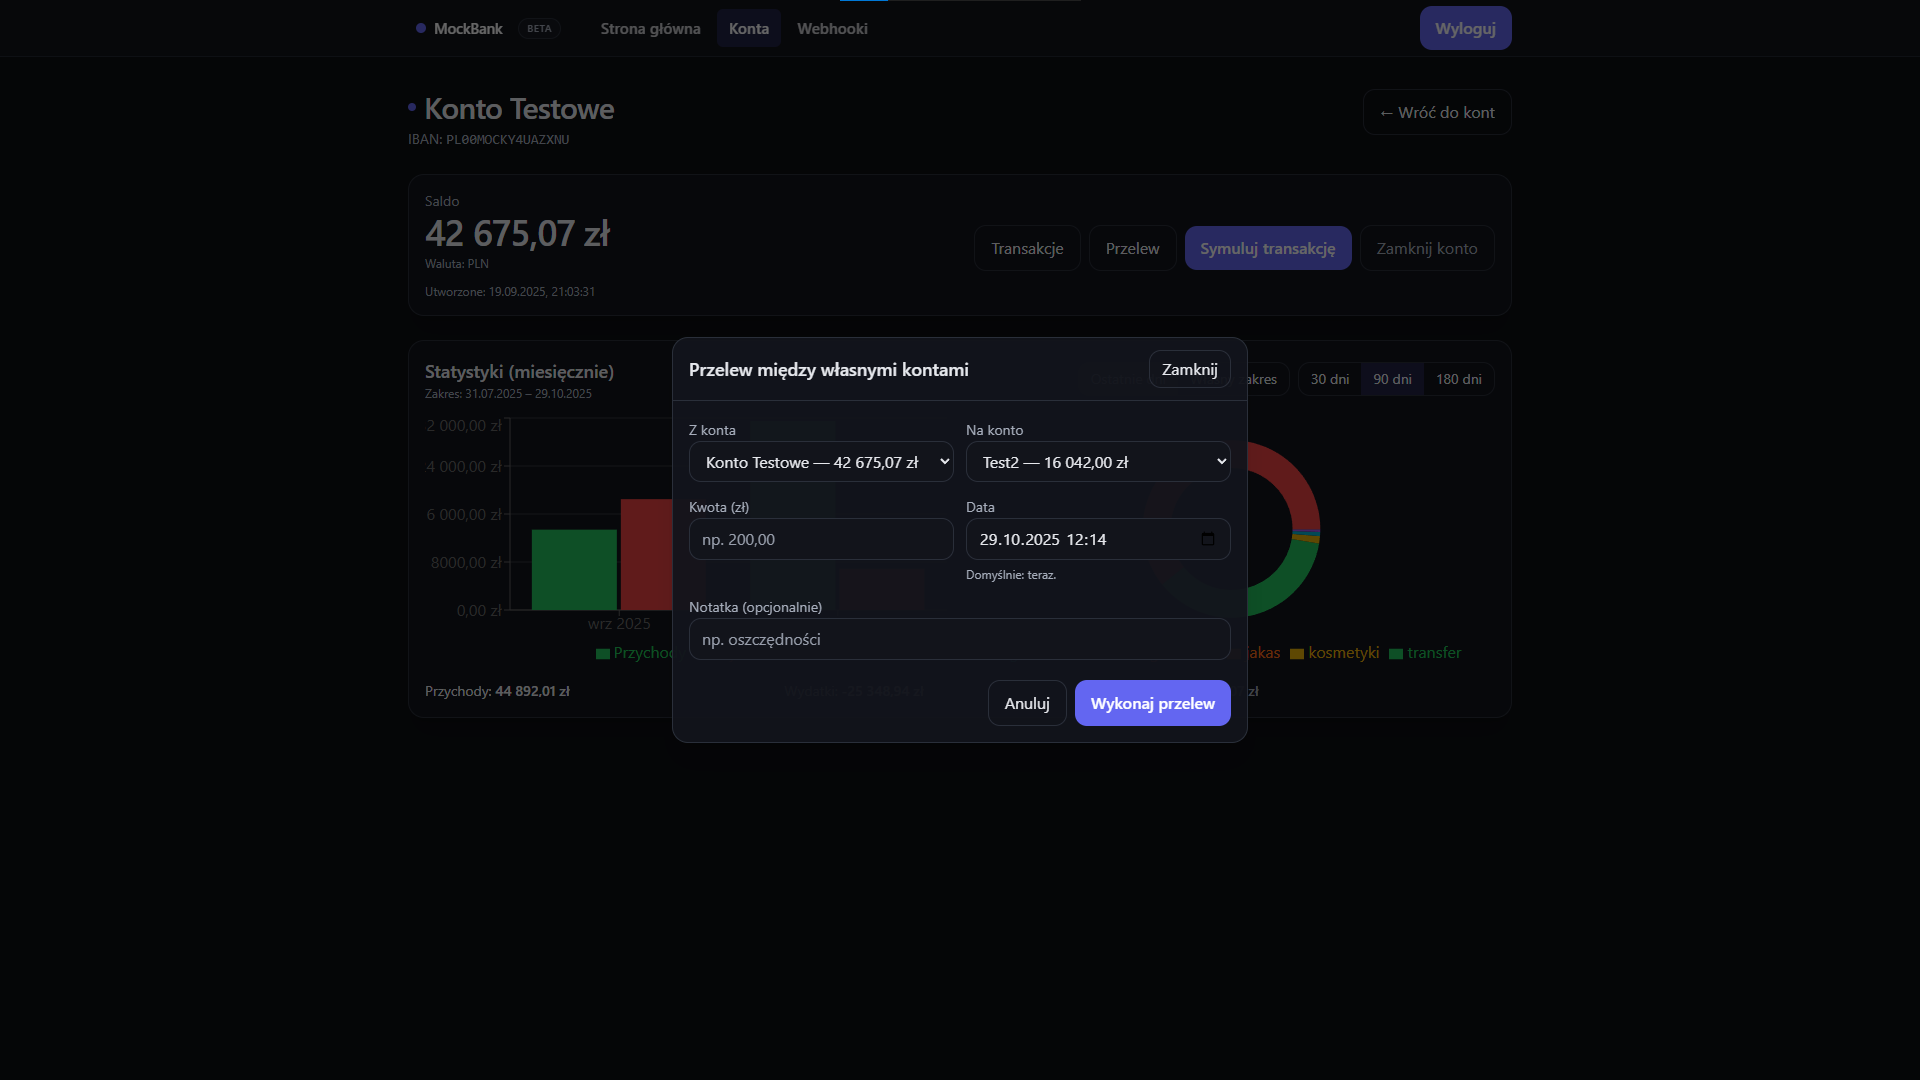 MockBank BETA Strona główna Konta Webhooki Wyloguj
Konto Testowe
← Wróć do kont
IBAN: PL00MOCKY4UAZXNU
Saldo
42 675,07 zł
Waluta: PLN
Utworzone: 19.09.2025, 21:03:31
Transakcje Przelew Symuluj transakcję Zamknij konto
Statystyki (miesięcznie)
Zakres: 31.07.2025 – 29.10.2025
zakres 30 dni 90 dni 180 dni
2 000,00 zł
4 000,00 zł
6 000,00 zł
8000,00 zł
0,00 zł
wrz 2025
Przychod
jakas kosmetyki transfer
Przychody: 44 892,01 zł
zł
Przelew między własnymi kontami
Zamknij
Z konta
Konto Testowe — 42 675,07 zł
Na konto
Test2 — 16 042,00 zł
Kwota (zł)
np. 200,00
Data
29.10.2025 12:14
Domyślnie: teraz.
Notatka (opcjonalnie)
np. oszczędności
Anuluj Wykonaj przelew